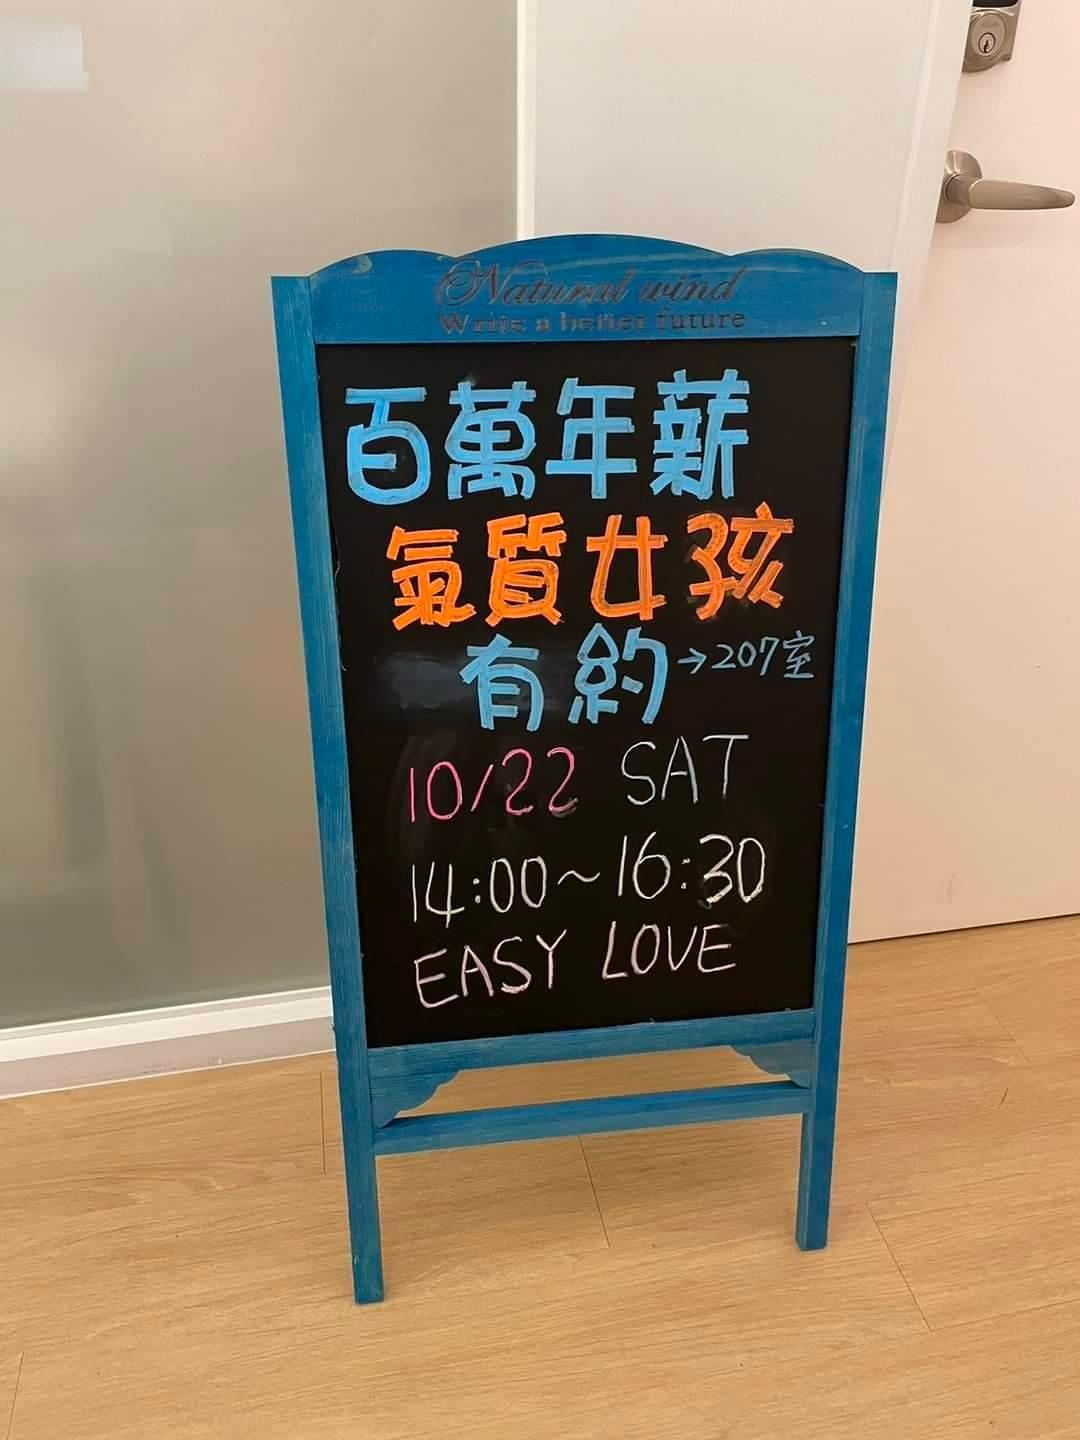 Natural wind
Write a better future
百萬年薪
氣質女孩
有約→207室
10/22 SAT
14:00~16:30
EASY LOVE